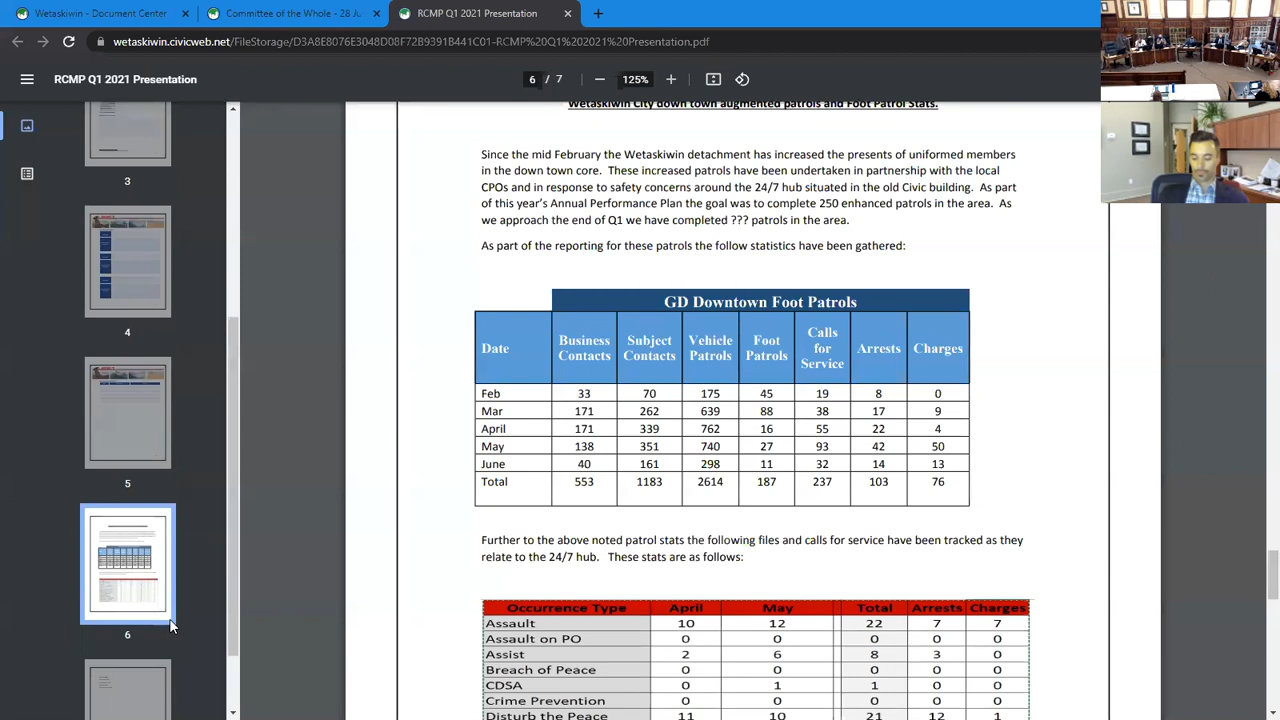 Wetaskiwin - Document Center
Committee of the Whole - 28 Ju
RCMP Q1 2021 Presentation
wetaskiwin.civicweb.net/FileStorage/D3A8E8076E3048D08F72B9391B441C01-RCMP%20Q1%202021%20Presentation.pdf
RCMP Q1 2021 Presentation
6 / 7
125%
3
4
5
6
Wetaskiwin City down town augmented patrols and Foot Patrol Stats.
Since the mid February the Wetaskiwin detachment has increased the presents of uniformed members
in the down town core. These increased patrols have been undertaken in partnership with the local
CPOs and in response to safety concerns around the 24/7 hub situated in the old Civic building. As part
of this year's Annual Performance Plan the goal was to complete 250 enhanced patrols in the area. As
we approach the end of Q1 we have completed ??? patrols in the area.
As part of the reporting for these patrols the follow statistics have been gathered:
GD Downtown Foot Patrols
Date Business Contacts Subject Contacts Vehicle Patrols Foot Patrols Calls for Service Arrests Charges
Feb 33 70 175 45 19 8 0
Mar 171 262 639 88 38 17 9
April 171 339 762 16 55 22 4
May 138 351 740 27 93 42 50
June 40 161 298 11 32 14 13
Total 553 1183 2614 187 237 103 76
Further to the above noted patrol stats the following files and calls for service have been tracked as they
relate to the 24/7 hub. These stats are as follows:
Occurrence Type April May Total Arrests Charges
Assault 10 12 22 7 7
Assault on PO 0 0 0 0 0
Assist 2 6 8 3 0
Breach of Peace 0 0 0 0 0
CDSA 0 1 1 0 0
Crime Prevention 0 0 0 0 0
Disturb the Peace 11 10 21 12 1